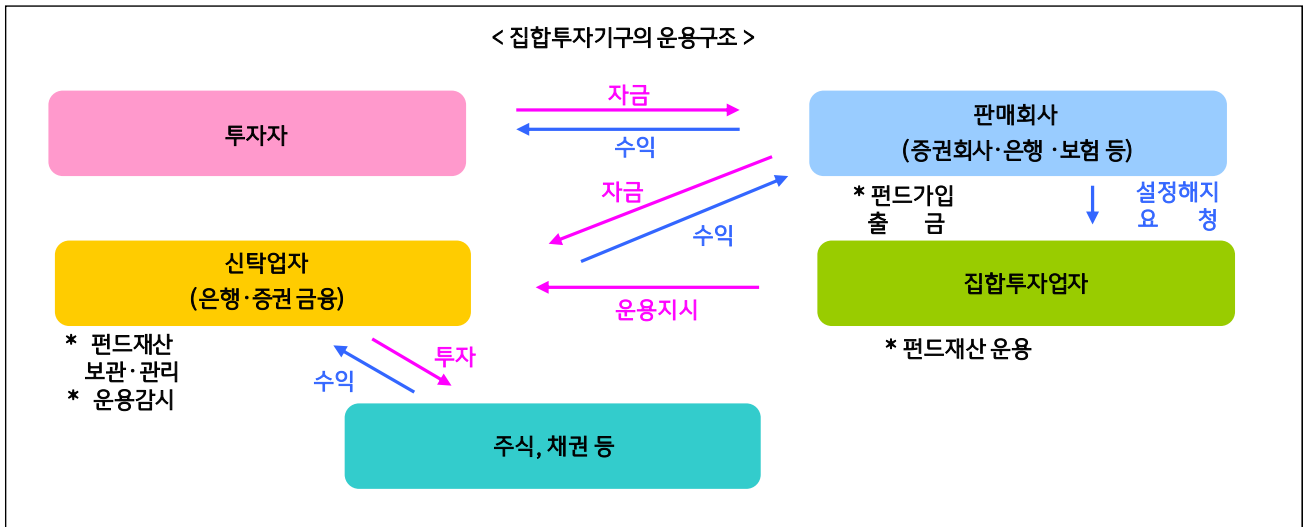 < 집합투자기구의 운용구조 >
자금
투자자
판매회사
(증권회사·은행 ·보험 등)
수익
자금
* 펀드가입
출 금
설정해지
요 청
수익
신탁업자
(은행·증권 금융)
집합투자업자
운용지시
* 펀드재산
보관·관리
* 운용감시
* 펀드재산 운용
투자
수익
주식, 채권 등